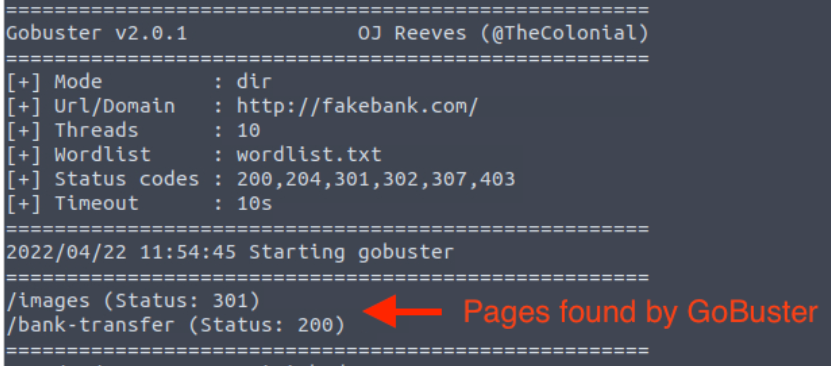 =====================================================
Gobuster v2.0.1 OJ Reeves (@TheColonial)
=====================================================
[+] Mode : dir
[+] Url/Domain : http://fakebank.com/
[+] Threads : 10
[+] Wordlist : wordlist.txt
[+] Status codes : 200,204,301,302,307,403
[+] Timeout : 10s
=====================================================
2022/04/22 11:54:45 Starting gobuster
=====================================================
/images (Status: 301)
Pages found by GoBuster
/bank-transfer (Status: 200)
=====================================================